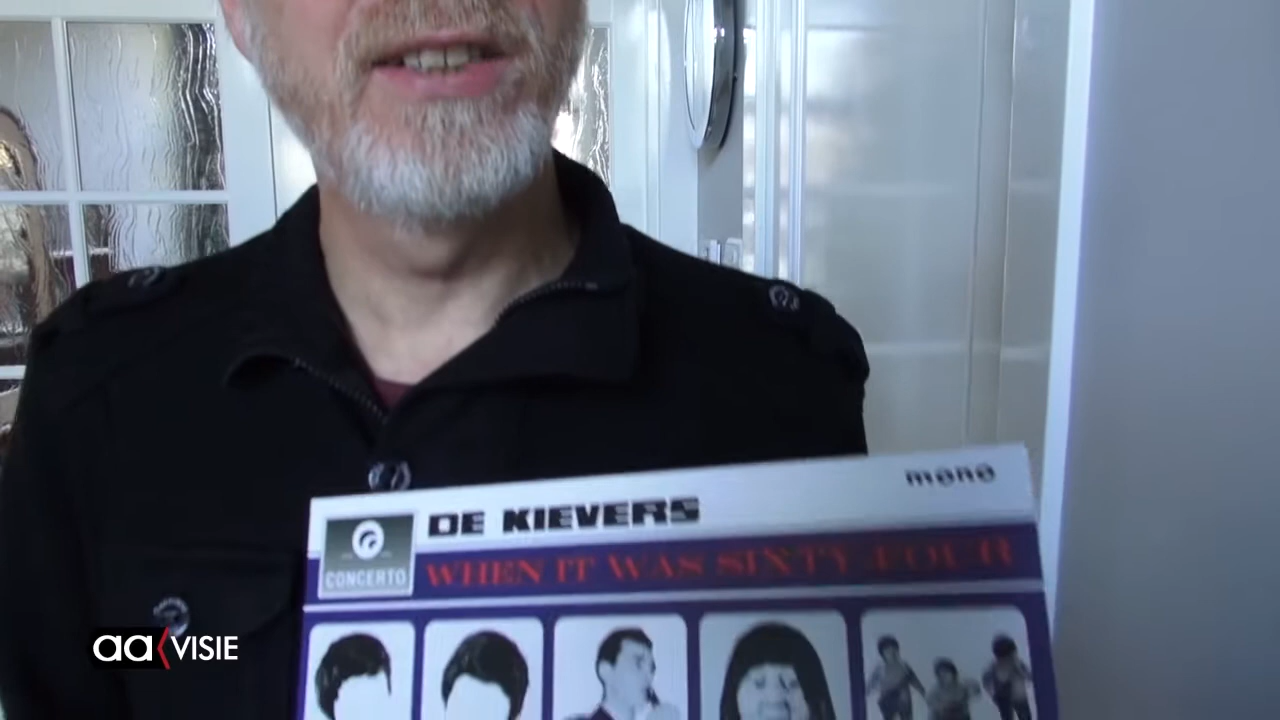 mono
DE KIEVERS
CONCERTO
WHEN IT WAS SIXTY-FOUR
aa VISIE